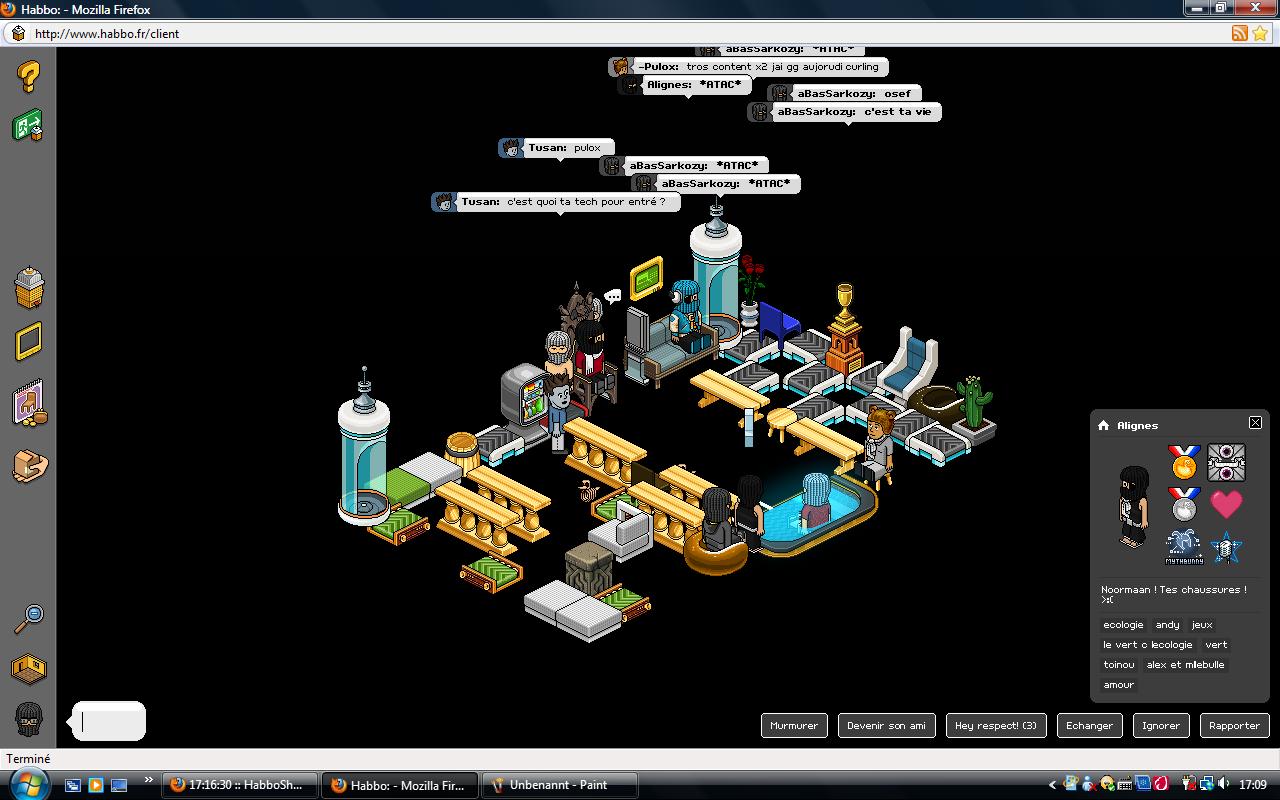 Habbo: - Mozilla Firefox
http://www.habbo.fr/client
aBasSarkozy: *ATAC*
-Pulox: tros content x2 jai gg aujorudi curling
Alignes: *ATAC*
aBasSarkozy: osef
aBasSarkozy: c'est ta vie
Tusan: pulox
aBasSarkozy: *ATAC*
aBasSarkozy: *ATAC*
Tusan: c'est quoi ta tech pour entré ?
Alignes
MYTHBUNNY
Noormaan ! Tes chaussures !
>:(
ecologie andy jeux
le vert c lecologie vert
toinou alex et mlebulle
amour
Murmurer Devenir son ami Hey respect! (3) Echanger Ignorer Rapporter
Terminé
17:16:30 :: HabboSh... Habbo: - Mozilla Fir... Unbenannt - Paint 17:09